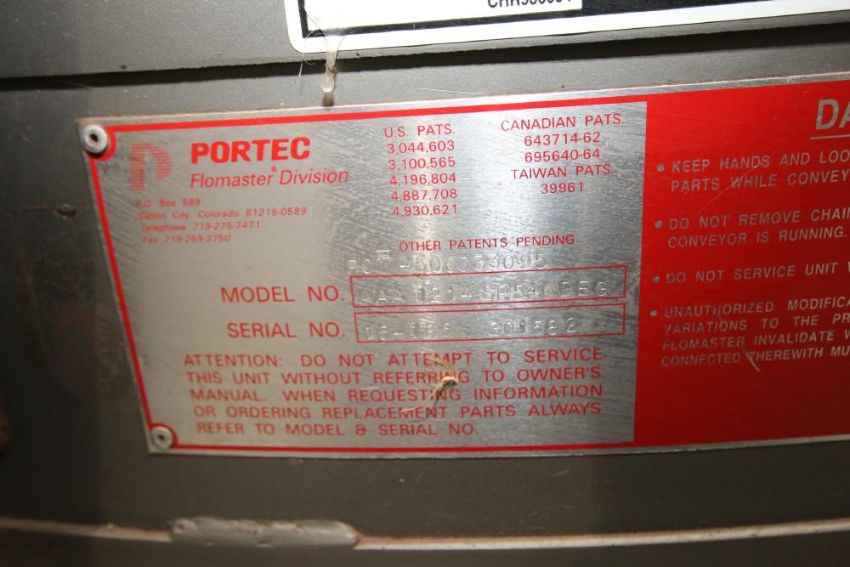 PORTEC
Flomaster® Division
P.O. Box 589
Canon City, Colorado 81215-0589
Telephone 719-275-7471
Fax 719-269-3750
U.S. PATS.
3,044,603
3,100,565
4,196,804
4,887,708
4,930,621
CANADIAN PATS.
643714-62
695640-64
TAIWAN PATS.
39961
OTHER PATENTS PENDING
MODEL NO.
SERIAL NO.
ATTENTION: DO NOT ATTEMPT TO SERVICE
THIS UNIT WITHOUT REFERRING TO OWNER'S
MANUAL. WHEN REQUESTING INFORMATION
OR ORDERING REPLACEMENT PARTS ALWAYS
REFER TO MODEL & SERIAL NO.
DA
• KEEP HANDS AND LOO
PARTS WHILE CONVEY
• DO NOT REMOVE CHAIN
CONVEYOR IS RUNNING.
• DO NOT SERVICE UNIT
• UNAUTHORIZED MODIFICA
VARIATIONS TO THE PR
FLOMASTER INVALIDATE W
CONNECTED THEREWITH MU